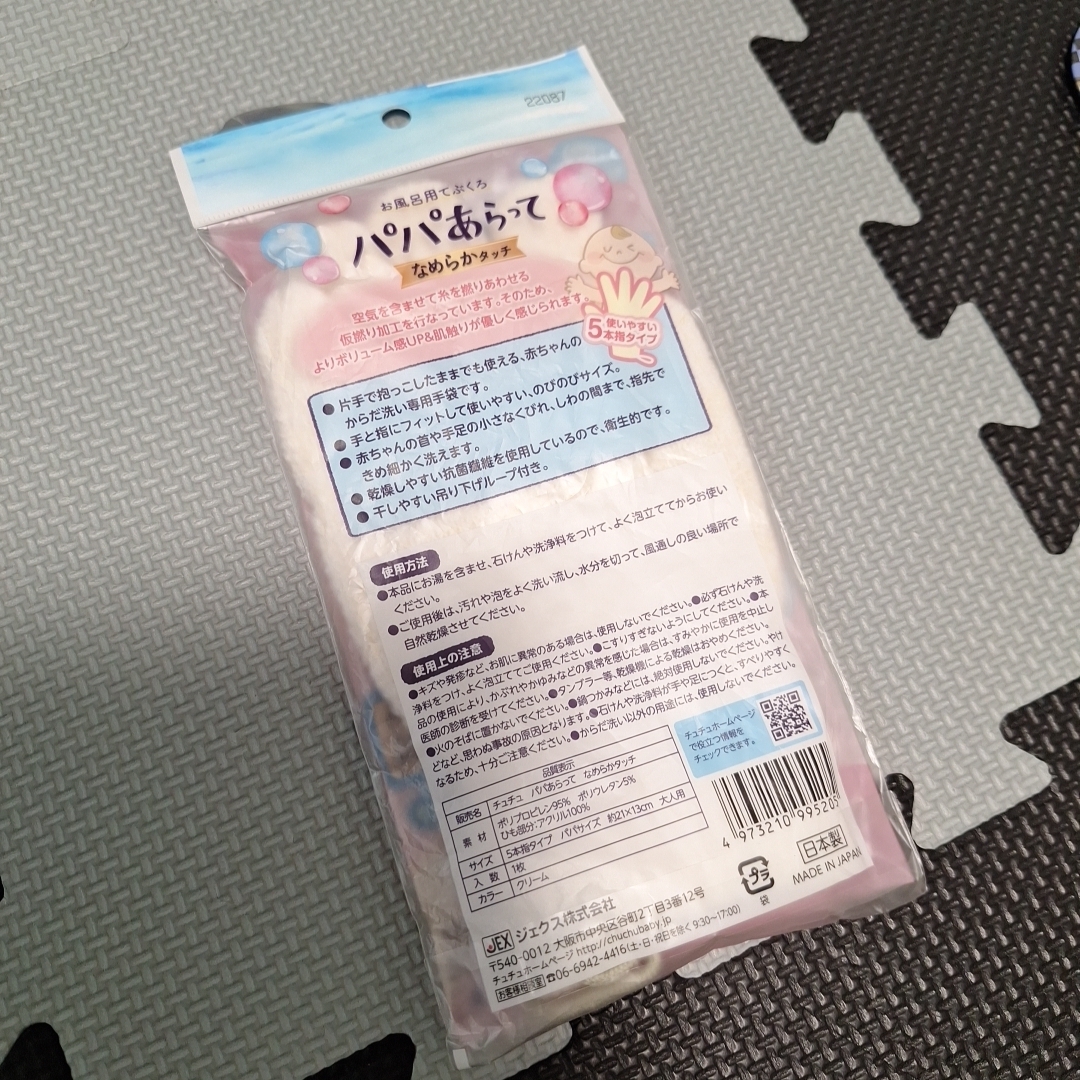 22087
お風呂用てぶくろ
パパあらって
なめらかタッチ
空気を含ませて糸を撚りあわせる
仮撚り加工を行なっています。そのため、
よりボリューム感UP&肌触りが優しく感じられます。
使いやすい
5本指タイプ
●片手で抱っこしたままでも使える、赤ちゃんの
からだ洗い専用手袋です。
●手と指にフィットして使いやすい、のびのびサイズ。
●赤ちゃんの首や手足の小さなくびれ、しわの間まで、指先で
きめ細かく洗えます。
●乾燥しやすい抗菌繊維を使用しているので、衛生的です。
●干しやすい吊り下げループ付き。
使用方法
●本品にお湯を含ませ、石けんや洗浄料をつけて、よく泡立ててからお使い
ください。
●ご使用後は、汚れや泡をよく洗い流し、水分を切って、風通しの良い場所で
自然乾燥させてください。
使用上の注意
●キズや発疹など、お肌に異常のある場合は、使用しないでください。●必ず石けんや洗
浄料をつけ、よく泡立ててご使用ください。●こすりすぎないようにしてください。●本
品の使用により、かぶれやかゆみなどの異常を感じた場合は、すみやかに使用を中止し
医師の診断を受けてください。●タンブラー等、乾燥機による乾燥はおやめください。
●火のそばに置かないでください。●鍋つかみなどには、絶対使用しないでください。やけ
どなど、思わぬ事故の原因となります。●石けんや洗浄料が手や足につくと、すべりやすく
なるため、十分ご注意ください。●からだ洗い以外の用途には、使用しないでください。
チュチュホームページ
で役立つ情報を
チェックできます。
品質表示
販売名 チュチュ パパあらって なめらかタッチ
素材 ポリプロピレン95% ポリウレタン5%
ひも部分:アクリル100%
サイズ 5本指タイプ パパサイズ 約21×13cm 大人用
入数 1枚
カラー クリーム
4 973210 995205
プラ
袋
日本製
MADE IN JAPAN
JEX ジェクス株式会社
〒540-0012 大阪市中央区谷町2丁目3番12号
チュチュホームページ http://chuchubaby.jp
お客様相談室 ☎06-6942-4416(土・日・祝日を除く9:30~17:00)